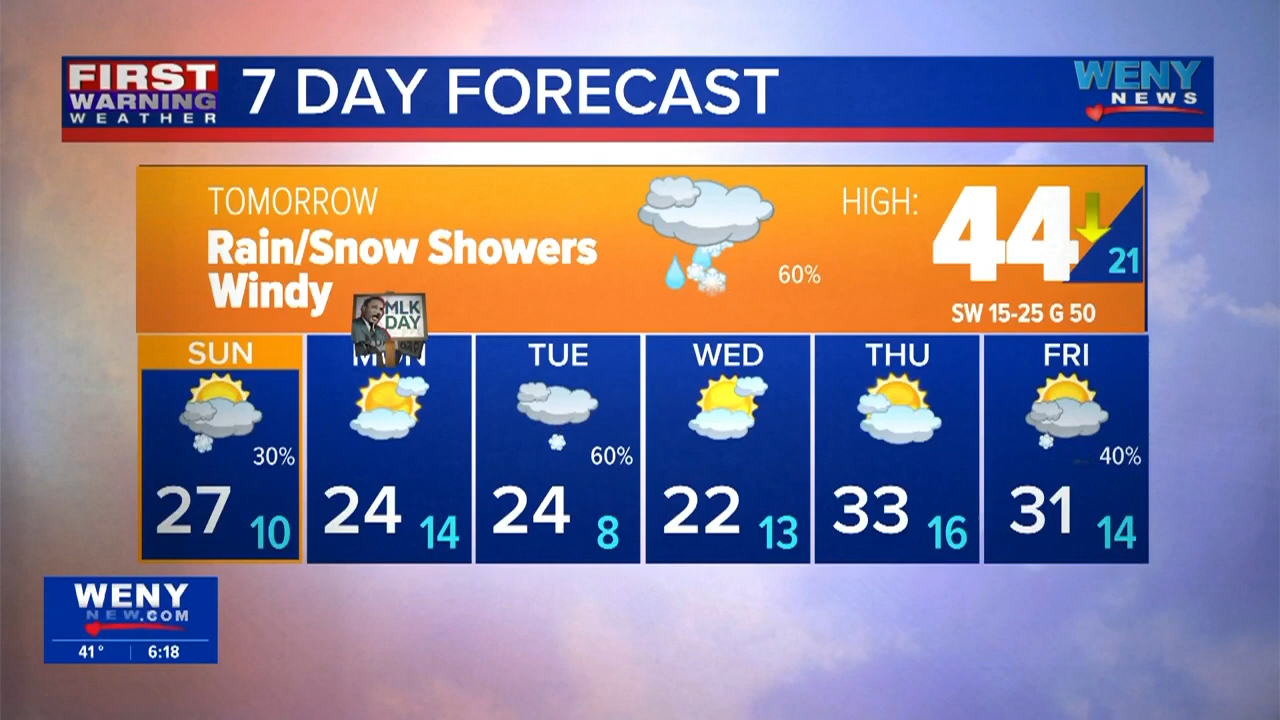 FIRST
WARNING
WEATHER
7 DAY FORECAST
WENY
NEWS
TOMORROW
Rain/Snow Showers
Windy
60%
HIGH:
44
21
SW 15-25 G 50
MLK
DAY
SUN
MON
TUE
WED
THU
FRI
30%
60%
40%
27 10
24 14
24 8
22 13
33 16
31 14
WENY
NEW.COM
41° 6:18